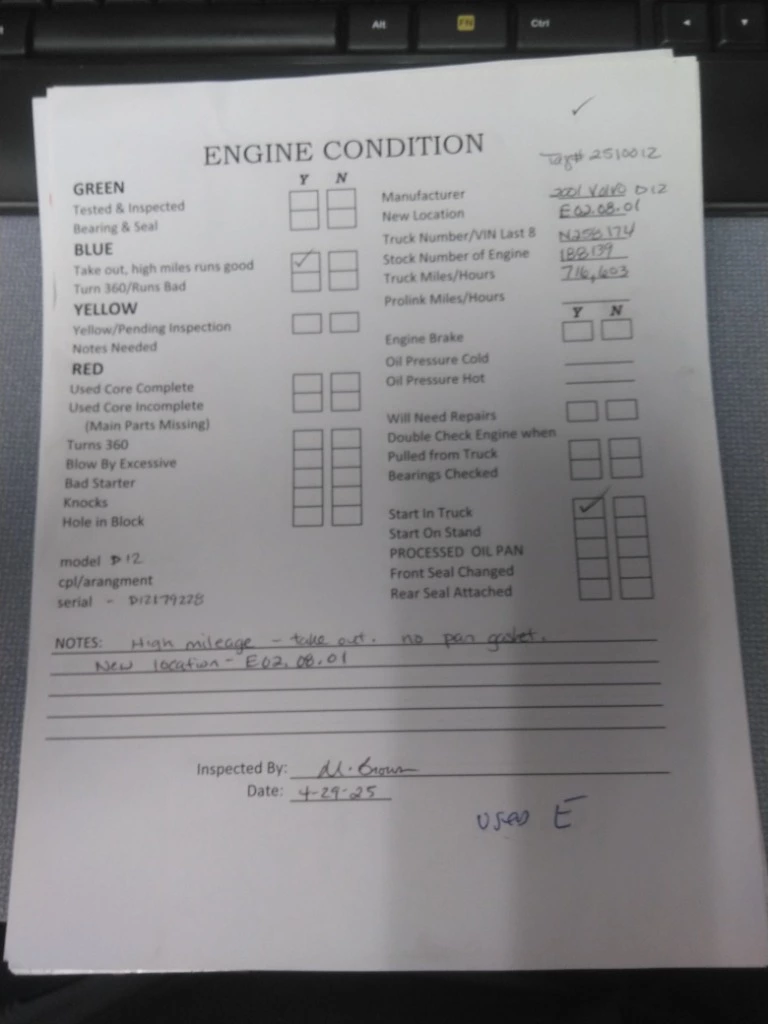 Alt
FN
Ctrl
✓
ENGINE CONDITION
Tag# 2510012
Y N
GREEN
Tested & Inspected
Bearing & Seal
BLUE
Take out, high miles runs good ✓
Turn 360/Runs Bad
YELLOW
Yellow/Pending Inspection
Notes Needed
RED
Used Core Complete
Used Core Incomplete
(Main Parts Missing)
Turns 360
Blow By Excessive
Bad Starter
Knocks
Hole in Block
model D12
cpl/arangment
serial - D12179228
Manufacturer 2001 Volvo D12
New Location E02.08.01
Truck Number/VIN Last 8 N258174
Stock Number of Engine 188139
Truck Miles/Hours 716,603
Prolink Miles/Hours
Y N
Engine Brake
Oil Pressure Cold
Oil Pressure Hot
Will Need Repairs
Double Check Engine when
Pulled from Truck
Bearings Checked
Start In Truck ✓
Start On Stand
PROCESSED OIL PAN
Front Seal Changed
Rear Seal Attached
NOTES: High mileage - take out. no pan gasket.
New location - E02.08.01
Inspected By: M. Brown
Date: 4-29-25
used E